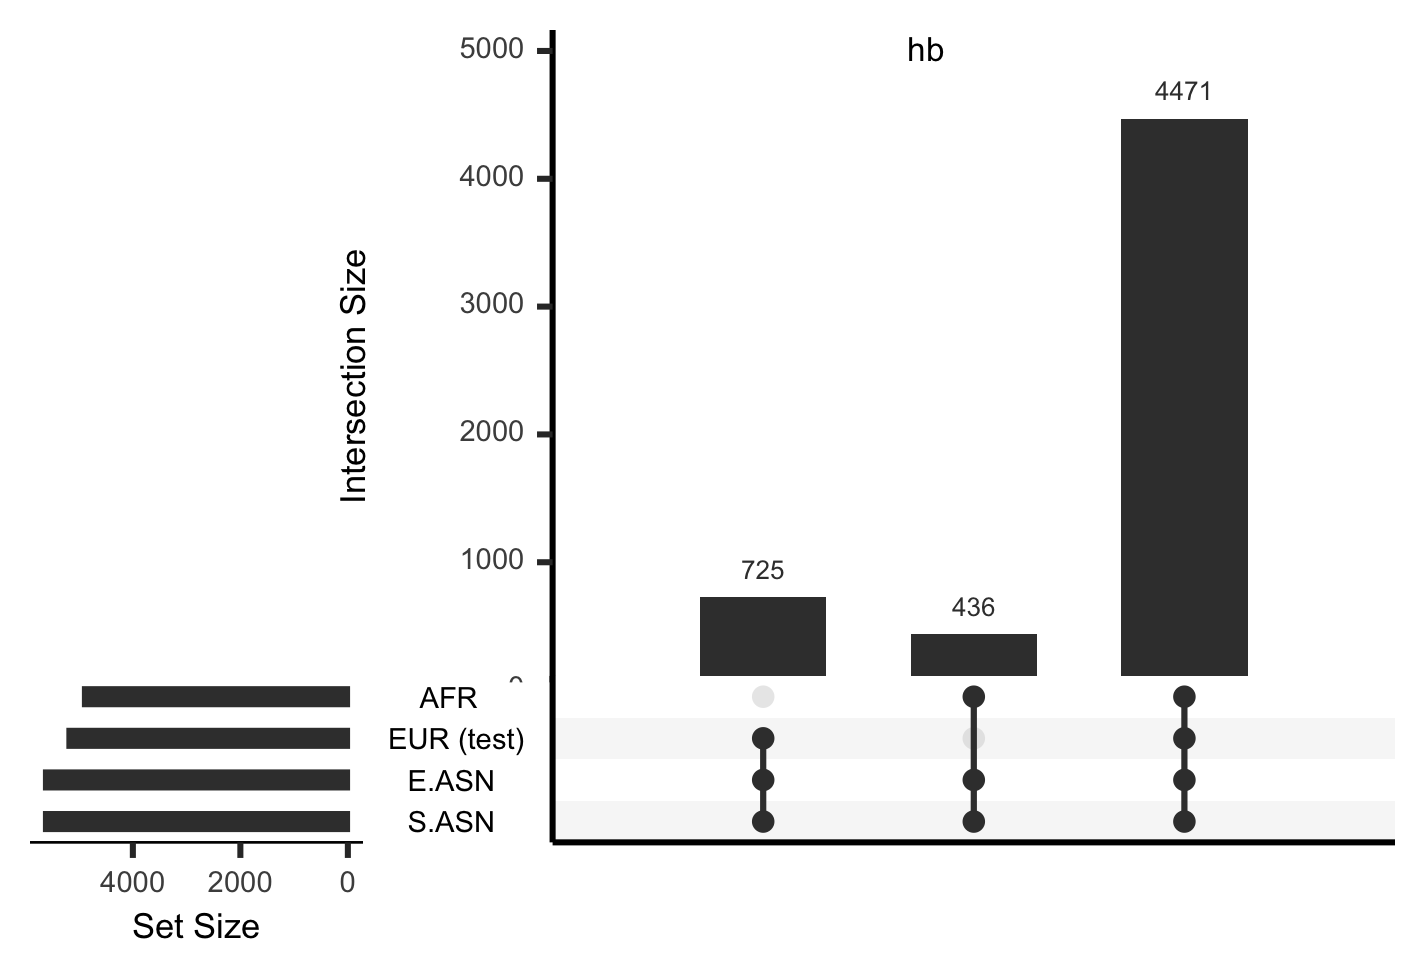 hb
5000
4000
3000
2000
1000
Intersection Size
4471
725
436
AFR
EUR (test)
E.ASN
S.ASN
4000 2000 0
Set Size